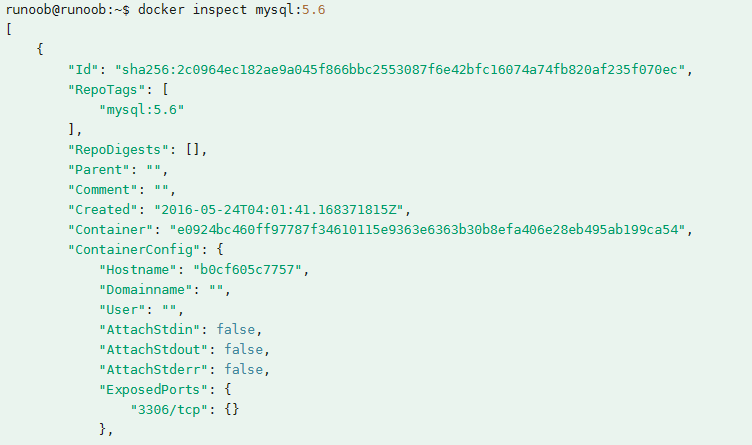 runoob@runoob:~$ docker inspect mysql:5.6
[
    {
        "Id": "sha256:2c0964ec182ae9a045f866bbc2553087f6e42bfc16074a74fb820af235f070ec",
        "RepoTags": [
            "mysql:5.6"
        ],
        "RepoDigests": [],
        "Parent": "",
        "Comment": "",
        "Created": "2016-05-24T04:01:41.168371815Z",
        "Container": "e0924bc460ff97787f34610115e9363e6363b30b8efa406e28eb495ab199ca54",
        "ContainerConfig": {
            "Hostname": "b0cf605c7757",
            "Domainname": "",
            "User": "",
            "AttachStdin": false,
            "AttachStdout": false,
            "AttachStderr": false,
            "ExposedPorts": {
                "3306/tcp": {}
            },